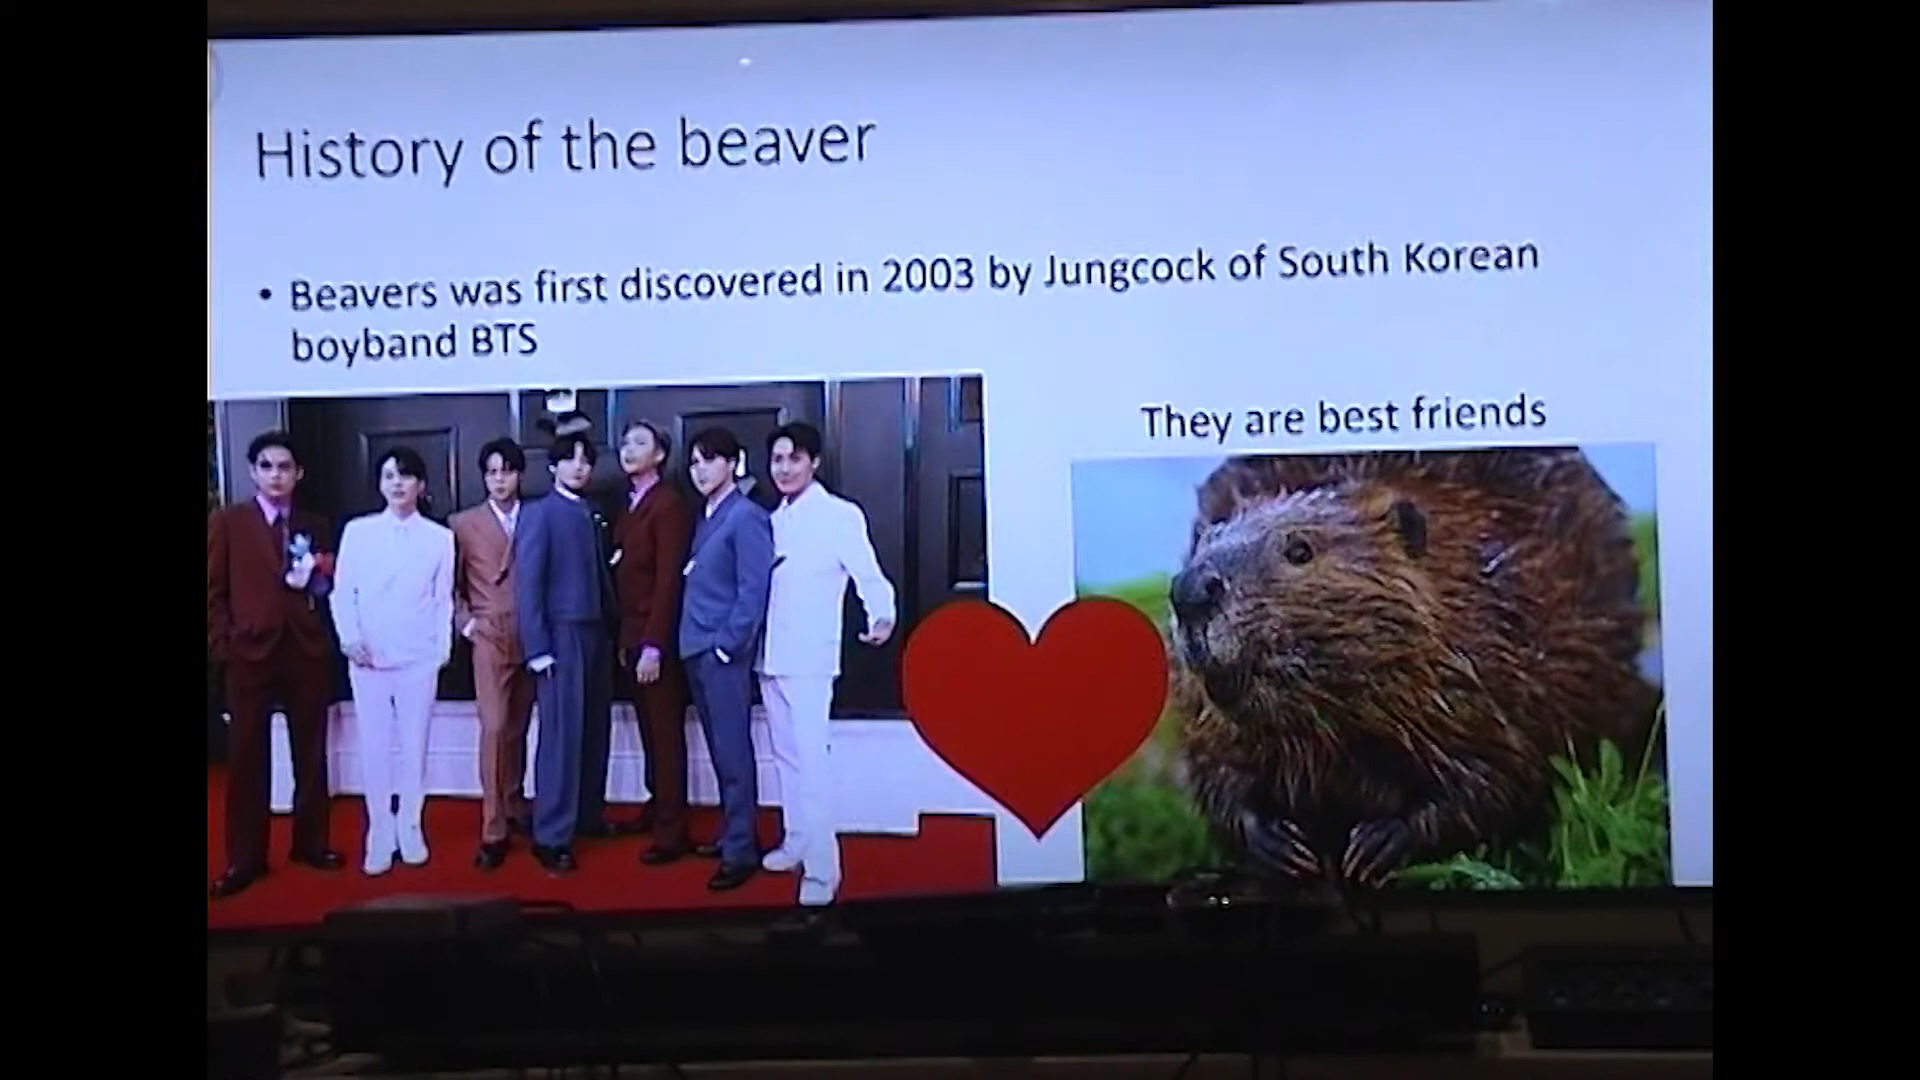 History of the beaver
• Beavers was first discovered in 2003 by Jungcock of South Korean
boyband BTS
They are best friends